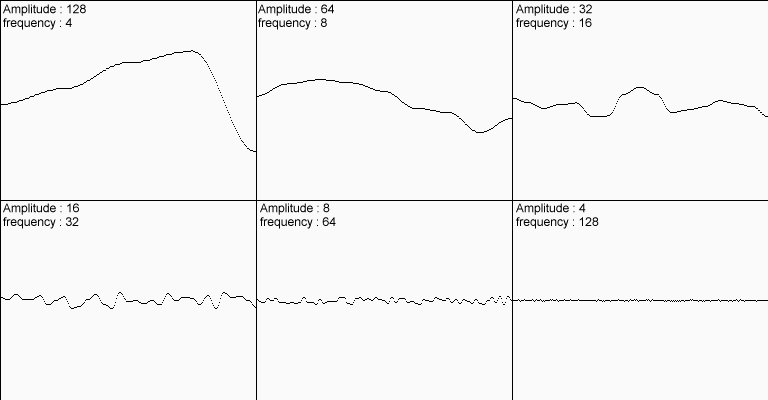 Amplitude : 128
frequency : 4
Amplitude : 64
frequency : 8
Amplitude : 32
frequency : 16
Amplitude : 16
frequency : 32
Amplitude : 8
frequency : 64
Amplitude : 4
frequency : 128